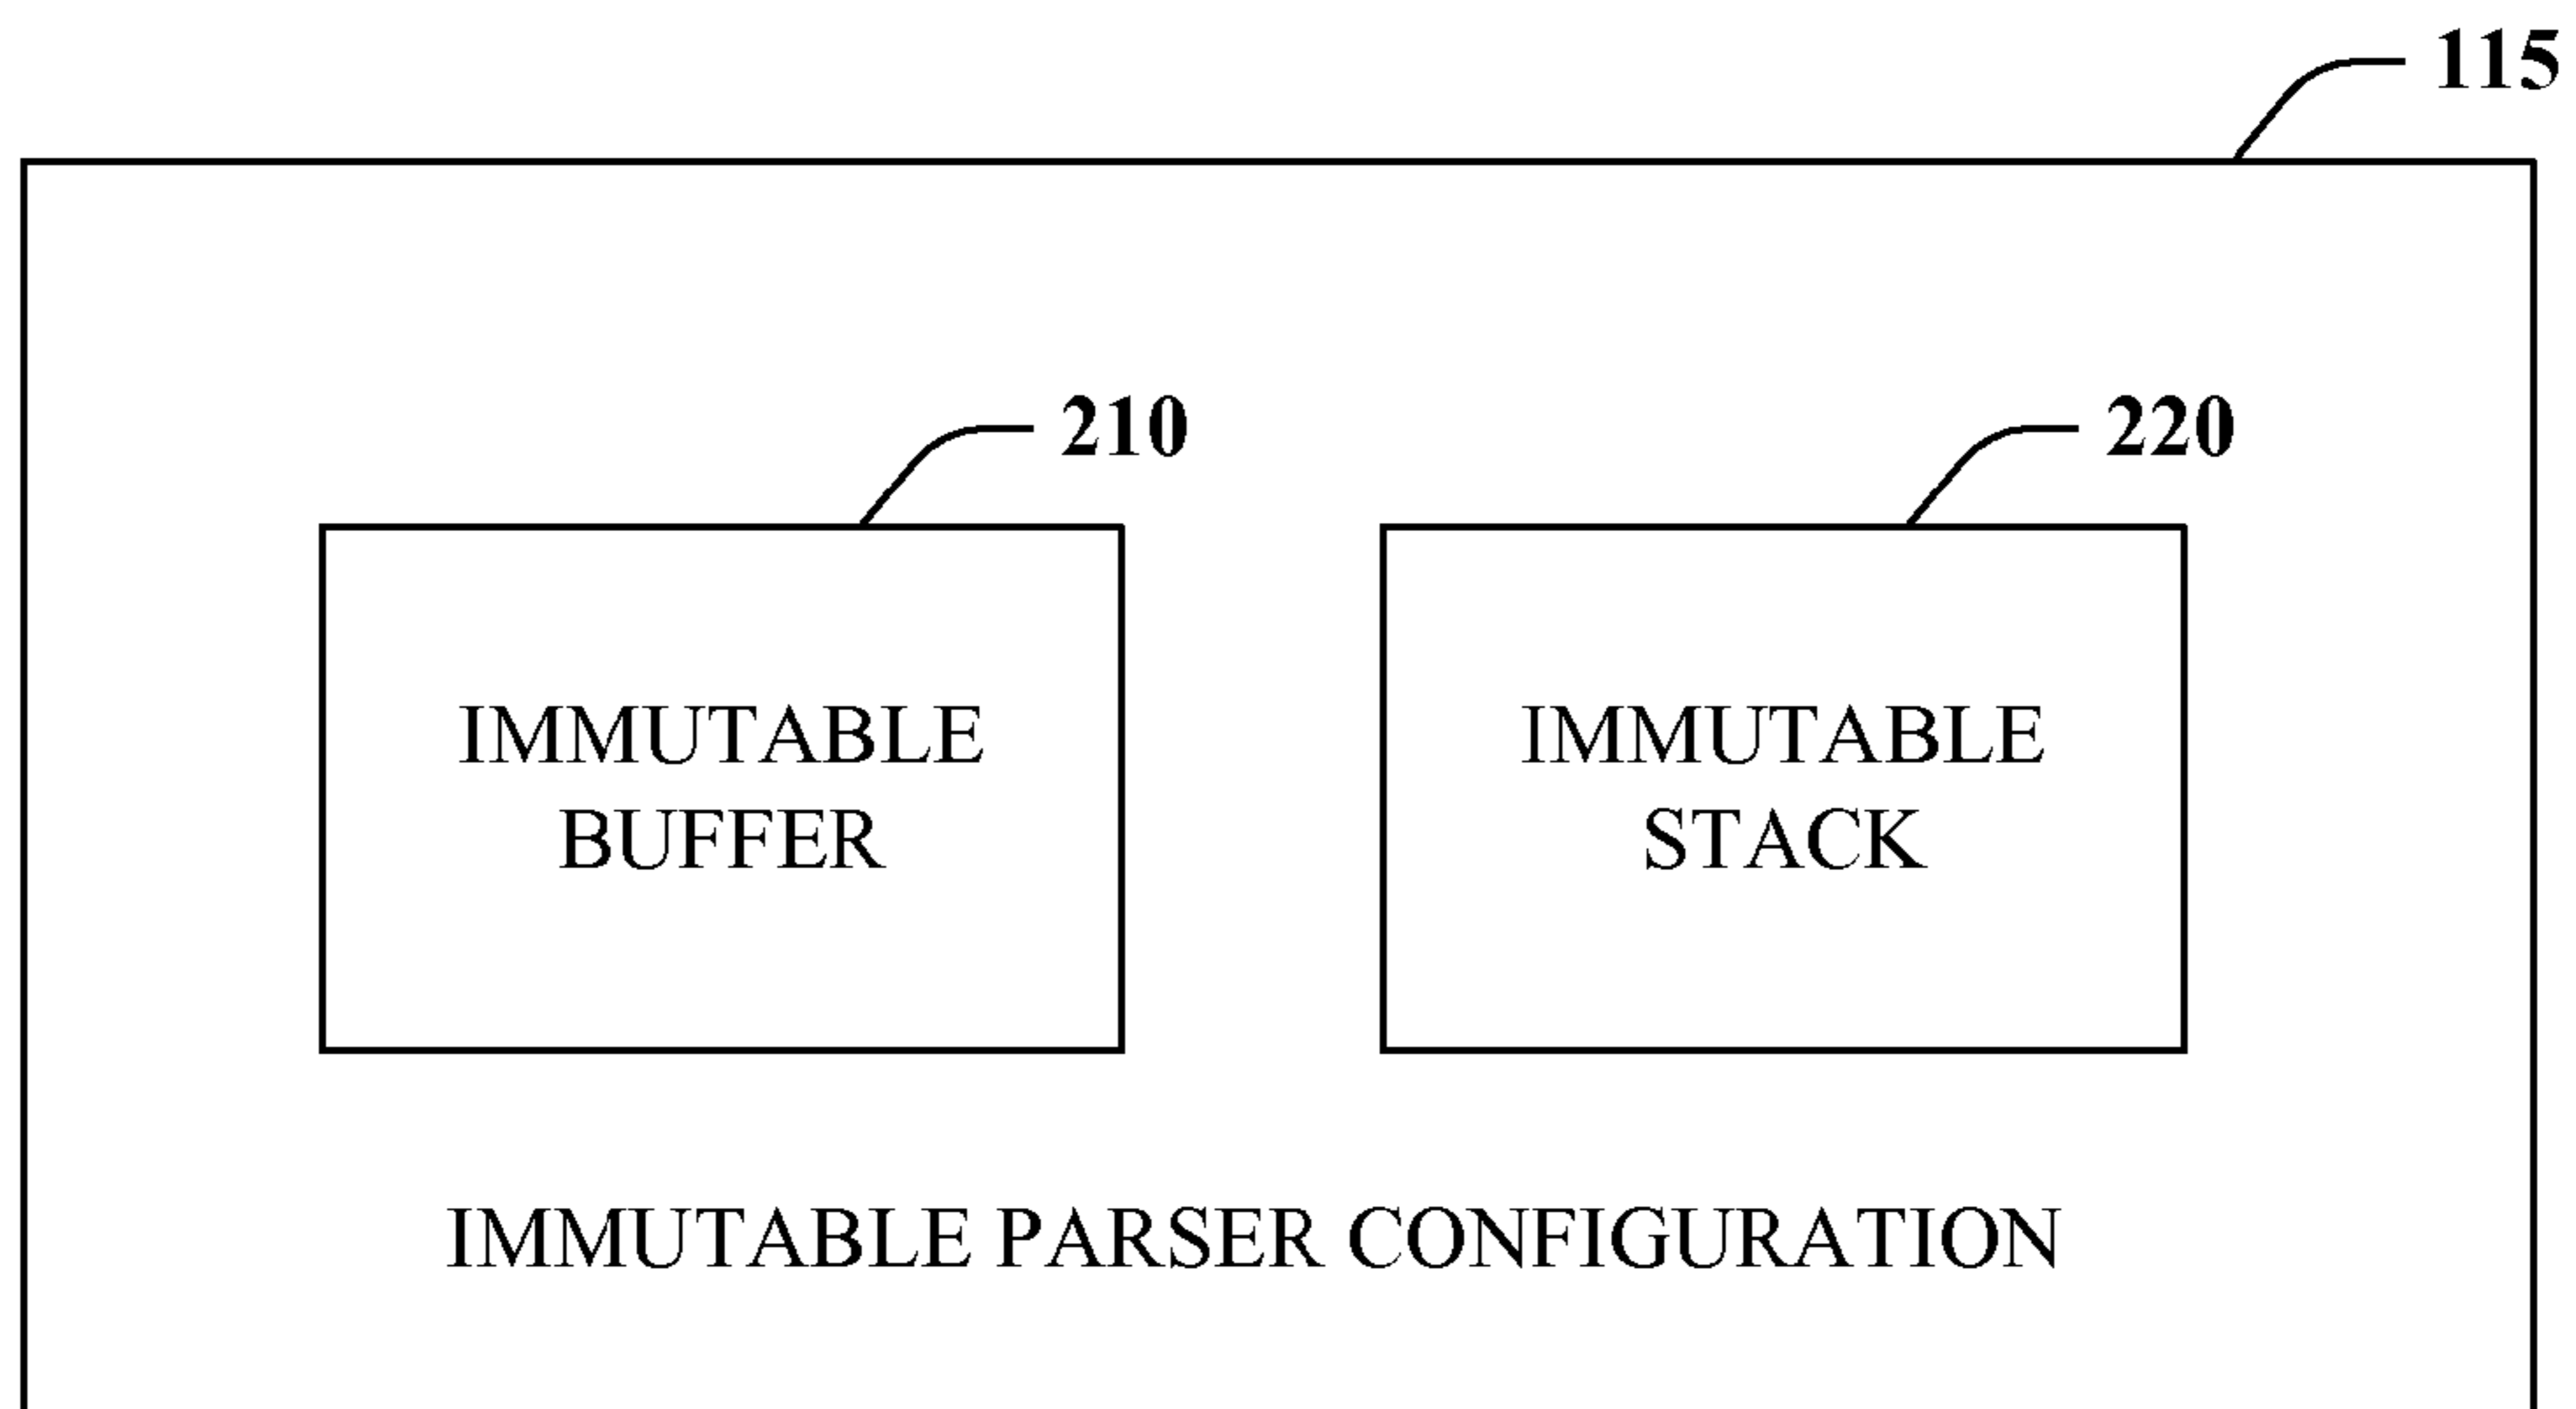 115
210
220
IMMUTABLE
BUFFER
IMMUTABLE
STACK
IMMUTABLE PARSER CONFIGURATION